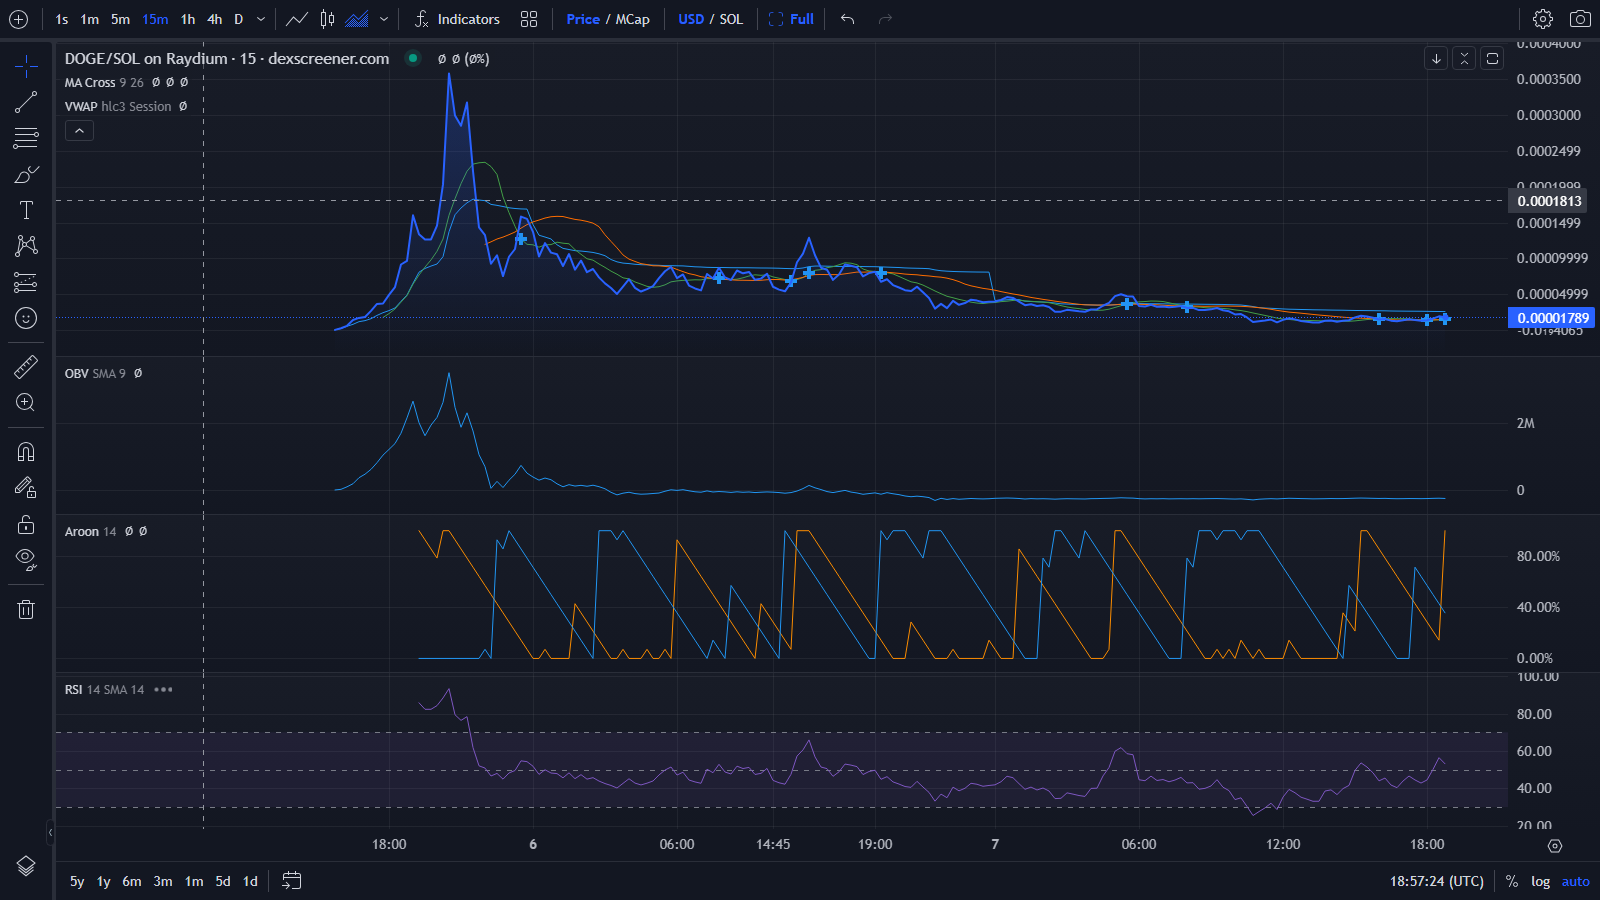 1s 1m 5m 15m 1h 4h D Indicators Price / MCap USD / SOL Full
DOGE/SOL on Raydium · 15 · dexscreener.com Ø Ø (Ø%)
MA Cross 9 26 Ø Ø Ø
VWAP hlc3 Session Ø
0.0004000
0.0003500
0.0003000
0.0002499
0.0001999
0.0001813
0.0001499
0.00009999
0.00004999
0.00001789
OBV SMA 9 Ø
2M
0
Aroon 14 Ø Ø
80.00%
40.00%
0.00%
RSI 14 SMA 14
100.00
80.00
60.00
40.00
20.00
18:00 6 06:00 14:45 19:00 7 06:00 12:00 18:00
5y 1y 6m 3m 1m 5d 1d 18:57:24 (UTC) % log auto